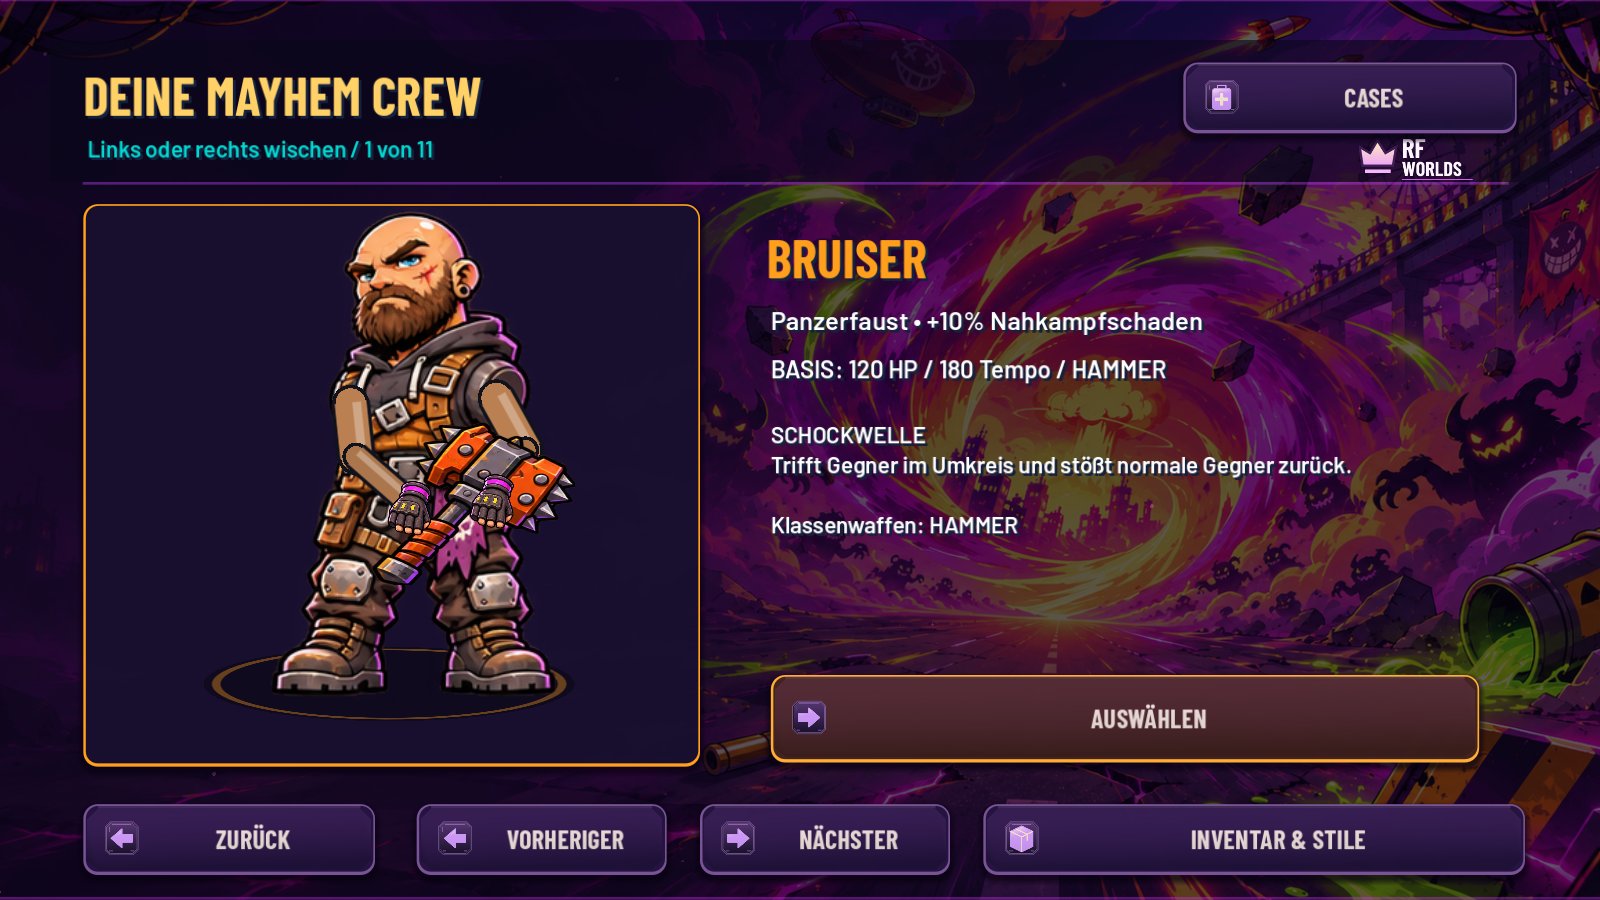 DEINE MAYHEM CREW
Links oder rechts wischen / 1 von 11
CASES
RF
WORLDS
BRUISER
Panzerfaust • +10% Nahkampfschaden
BASIS: 120 HP / 180 Tempo / HAMMER
SCHOCKWELLE
Trifft Gegner im Umkreis und stößt normale Gegner zurück.
Klassenwaffen: HAMMER
AUSWÄHLEN
ZURÜCK
VORHERIGER
NÄCHSTER
INVENTAR & STILE